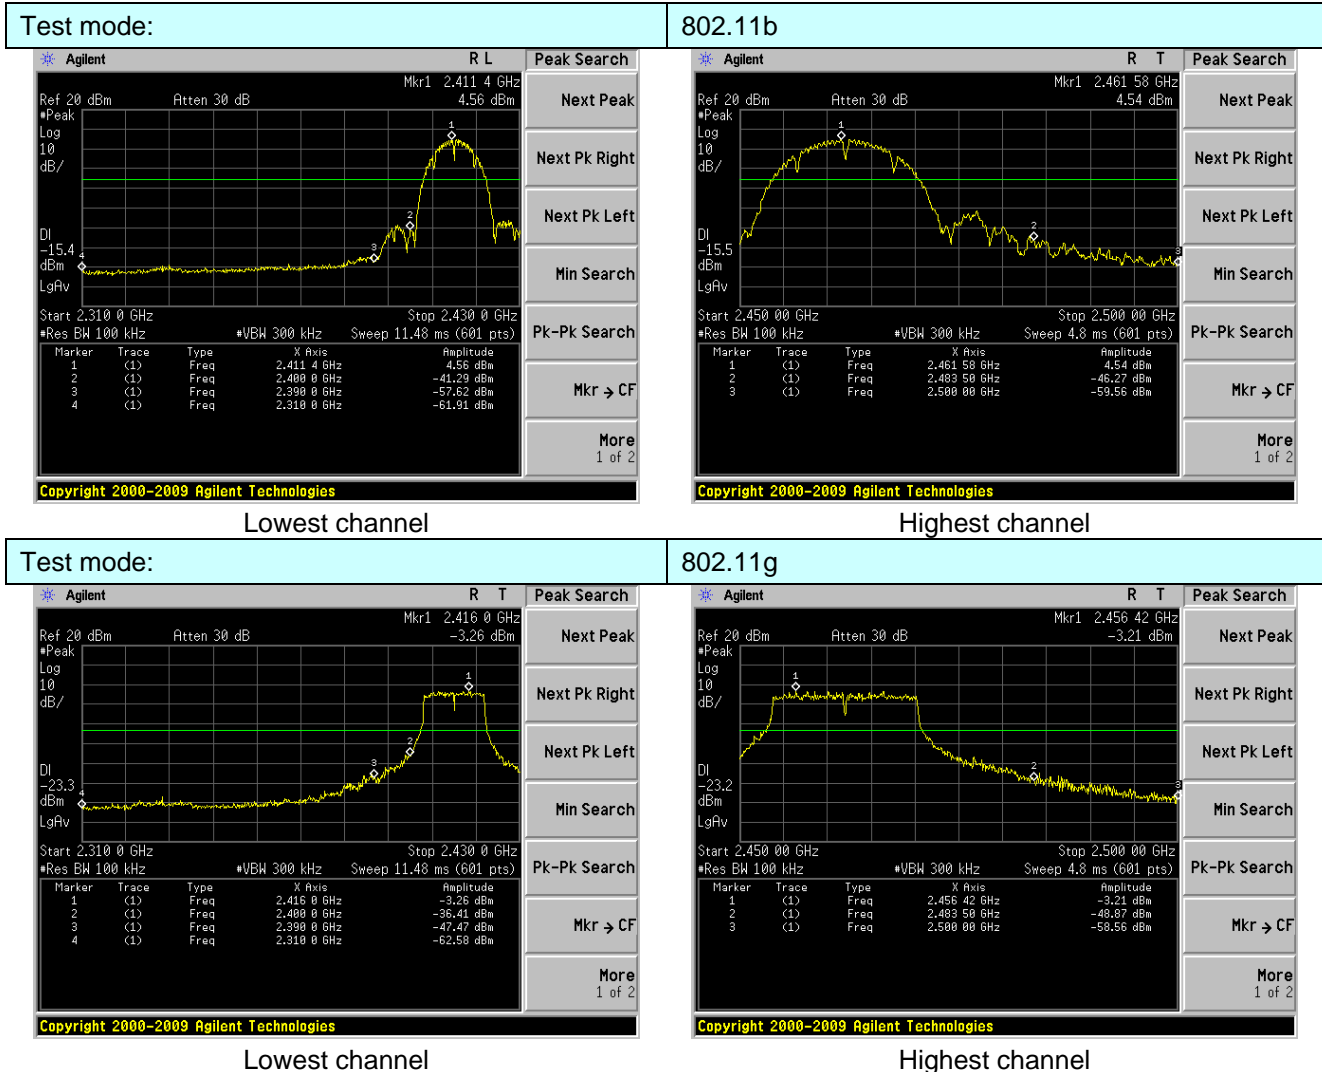 Test mode: 802.11b
Agilent R L Peak Search
Mkr1 2.411 4 GHz
Ref 20 dBm Atten 30 dB 4.56 dBm
#Peak
Log
10
dB/
DI
-15.4
dBm
LgAv
1
2
3
4
Start 2.310 0 GHz Stop 2.430 0 GHz
#Res BW 100 kHz #VBW 300 kHz Sweep 11.48 ms (601 pts)
Marker Trace Type X Axis Amplitude
1 (1) Freq 2.411 4 GHz 4.56 dBm
2 (1) Freq 2.400 0 GHz -41.29 dBm
3 (1) Freq 2.390 0 GHz -57.62 dBm
4 (1) Freq 2.310 0 GHz -61.91 dBm
Next Peak
Next Pk Right
Next Pk Left
Min Search
Pk-Pk Search
Mkr → CF
More
1 of 2
Copyright 2000-2009 Agilent Technologies
Lowest channel
Agilent R T Peak Search
Mkr1 2.461 58 GHz
Ref 20 dBm Atten 30 dB 4.54 dBm
#Peak
Log
10
dB/
DI
-15.5
dBm
LgAv
1
2
3
Start 2.450 00 GHz Stop 2.500 00 GHz
#Res BW 100 kHz #VBW 300 kHz Sweep 4.8 ms (601 pts)
Marker Trace Type X Axis Amplitude
1 (1) Freq 2.461 58 GHz 4.54 dBm
2 (1) Freq 2.483 50 GHz -46.27 dBm
3 (1) Freq 2.500 00 GHz -59.56 dBm
Next Peak
Next Pk Right
Next Pk Left
Min Search
Pk-Pk Search
Mkr → CF
More
1 of 2
Copyright 2000-2009 Agilent Technologies
Highest channel
Test mode: 802.11g
Agilent R T Peak Search
Mkr1 2.416 0 GHz
Ref 20 dBm Atten 30 dB -3.26 dBm
#Peak
Log
10
dB/
DI
-23.3
dBm
LgAv
1
2
3
4
Start 2.310 0 GHz Stop 2.430 0 GHz
#Res BW 100 kHz #VBW 300 kHz Sweep 11.48 ms (601 pts)
Marker Trace Type X Axis Amplitude
1 (1) Freq 2.416 0 GHz -3.26 dBm
2 (1) Freq 2.400 0 GHz -36.41 dBm
3 (1) Freq 2.390 0 GHz -47.47 dBm
4 (1) Freq 2.310 0 GHz -62.58 dBm
Next Peak
Next Pk Right
Next Pk Left
Min Search
Pk-Pk Search
Mkr → CF
More
1 of 2
Copyright 2000-2009 Agilent Technologies
Lowest channel
Agilent R T Peak Search
Mkr1 2.456 42 GHz
Ref 20 dBm Atten 30 dB -3.21 dBm
#Peak
Log
10
dB/
DI
-23.2
dBm
LgAv
1
2
3
Start 2.450 00 GHz Stop 2.500 00 GHz
#Res BW 100 kHz #VBW 300 kHz Sweep 4.8 ms (601 pts)
Marker Trace Type X Axis Amplitude
1 (1) Freq 2.456 42 GHz -3.21 dBm
2 (1) Freq 2.483 50 GHz -48.87 dBm
3 (1) Freq 2.500 00 GHz -58.56 dBm
Next Peak
Next Pk Right
Next Pk Left
Min Search
Pk-Pk Search
Mkr → CF
More
1 of 2
Copyright 2000-2009 Agilent Technologies
Highest channel